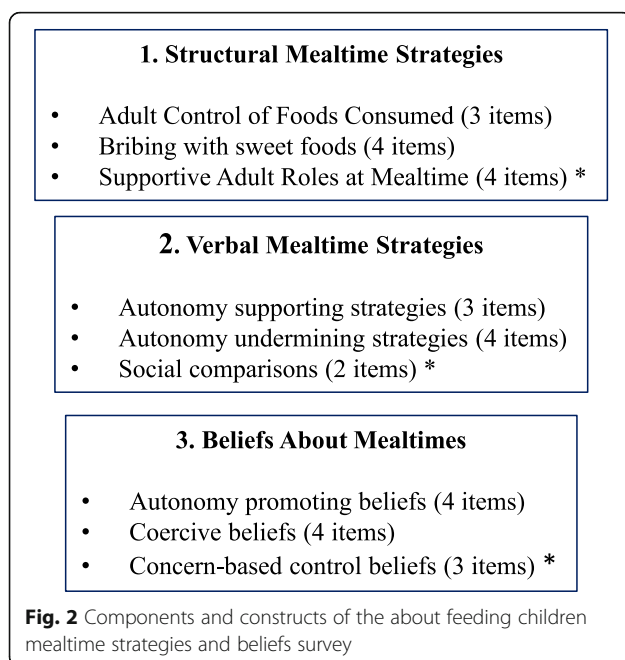 1. Structural Mealtime Strategies
• Adult Control of Foods Consumed (3 items)
• Bribing with sweet foods (4 items)
• Supportive Adult Roles at Mealtime (4 items) *
2. Verbal Mealtime Strategies
• Autonomy supporting strategies (3 items)
• Autonomy undermining strategies (4 items)
• Social comparisons (2 items) *
3. Beliefs About Mealtimes
• Autonomy promoting beliefs (4 items)
• Coercive beliefs (4 items)
• Concern-based control beliefs (3 items) *
Fig. 2 Components and constructs of the about feeding children
mealtime strategies and beliefs survey